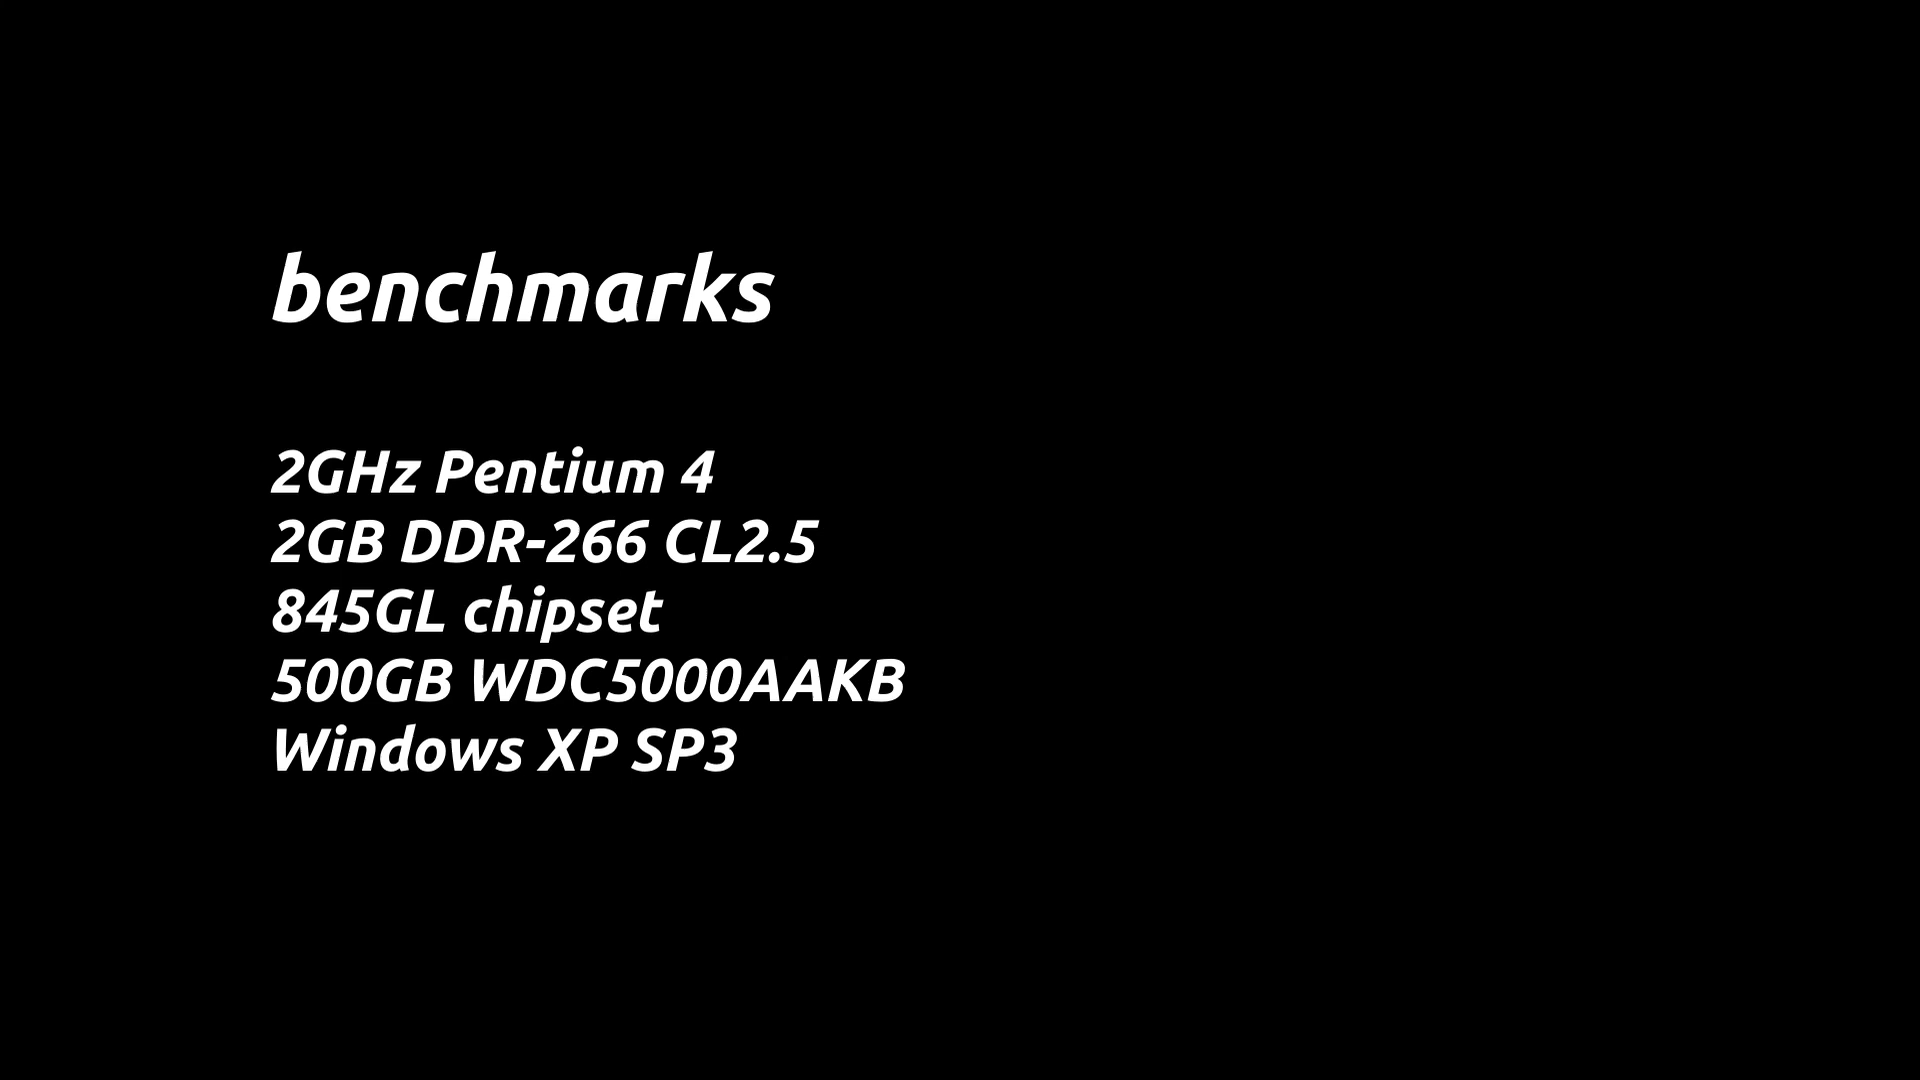 benchmarks
2GHz Pentium 4
2GB DDR-266 CL2.5
845GL chipset
500GB WDC5000AAKB
Windows XP SP3